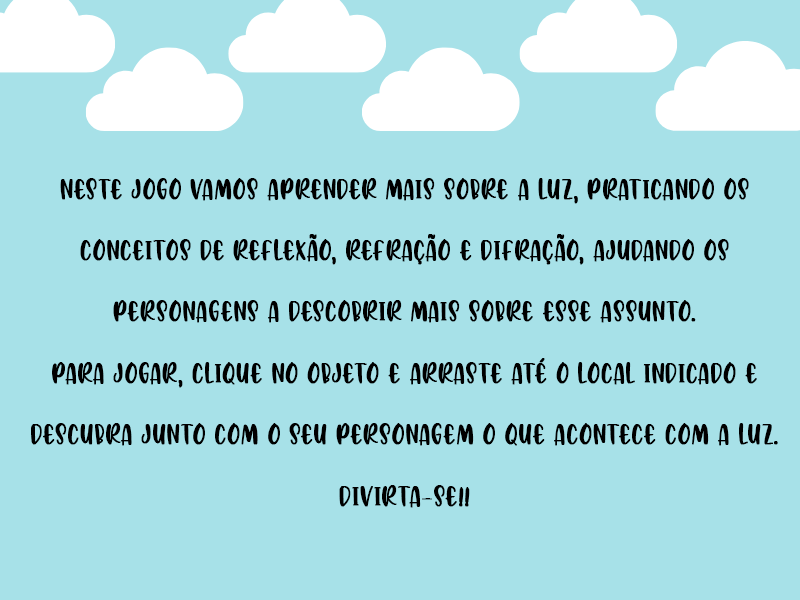 NESTE JOGO VAMOS APRENDER MAIS SOBRE A LUZ, PRATICANDO OS
CONCEITOS DE REFLEXÃO, REFRAÇÃO E DIFRAÇÃO, AJUDANDO OS
PERSONAGENS A DESCOBRIR MAIS SOBRE ESSE ASSUNTO.
PARA JOGAR, CLIQUE NO OBJETO E ARRASTE ATÉ O LOCAL INDICADO E
DESCUBRA JUNTO COM O SEU PERSONAGEM O QUE ACONTECE COM A LUZ.
DIVIRTA-SE!!